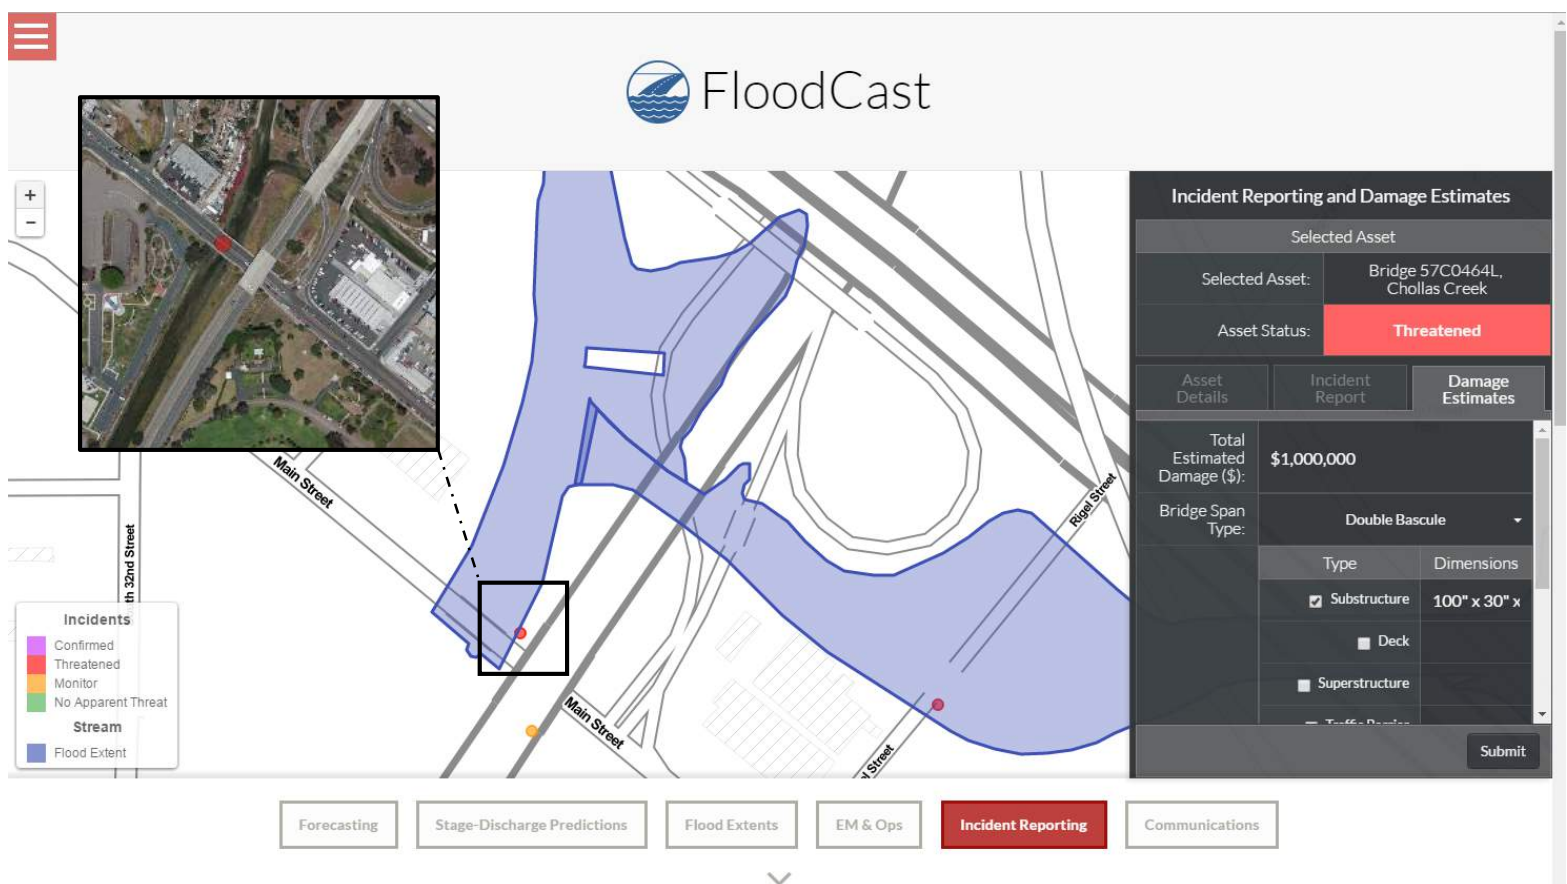 FloodCast
+
−
Main Street
South 32nd Street
Main Street
Rigel Street
Street
Incidents
Confirmed
Threatened
Monitor
No Apparent Threat
Stream
Flood Extent
Incident Reporting and Damage Estimates
Selected Asset
Selected Asset:
Bridge 57C0464L,
Chollas Creek
Asset Status:
Threatened
Asset
Details
Incident
Report
Damage
Estimates
Total
Estimated
Damage ($):
$1,000,000
Bridge Span
Type:
Double Bascule
Type
Dimensions
Substructure
100" x 30" x
Deck
Superstructure
Submit
Forecasting
Stage-Discharge Predictions
Flood Extents
EM & Ops
Incident Reporting
Communications